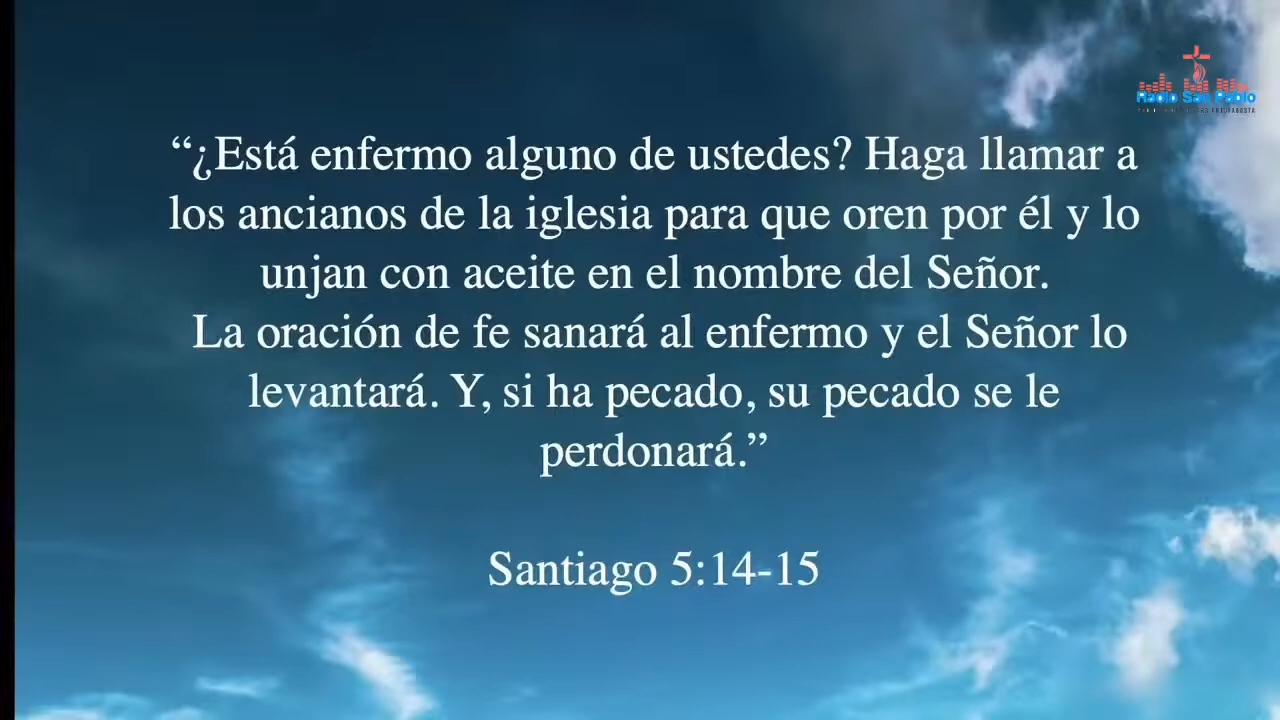 Radio San Pablo
“¿Está enfermo alguno de ustedes? Haga llamar a
los ancianos de la iglesia para que oren por él y lo
unjan con aceite en el nombre del Señor.
La oración de fe sanará al enfermo y el Señor lo
levantará. Y, si ha pecado, su pecado se le
perdonará.”
Santiago 5:14-15